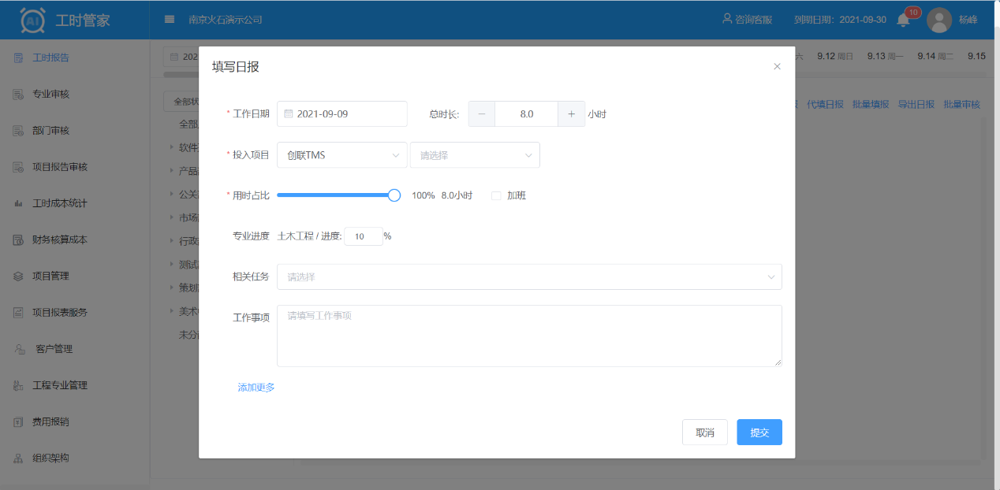 AI 工时管家
南京火石演示公司
咨询客服
到期日期: 2021-09-30
10
杨峰
工时报告
专业审核
部门审核
项目报告审核
工时成本统计
财务核算成本
项目管理
项目报表服务
客户管理
工程专业管理
费用报销
组织架构
202
9.12 周日 9.13 周一 9.14 周二 9.15
代填日报 批量填报 导出日报 批量审核
全部状
全部
软件
产品
公关
市场
行政
测试
策划
美术
未分
填写日报
* 工作日期 2021-09-09 总时长: − 8.0 + 小时
* 投入项目 创联TMS 请选择
* 用时占比 100% 8.0小时 加班
专业进度 土木工程 / 进度: 10 %
相关任务 请选择
工作事项 请填写工作事项
添加更多
取消 提交